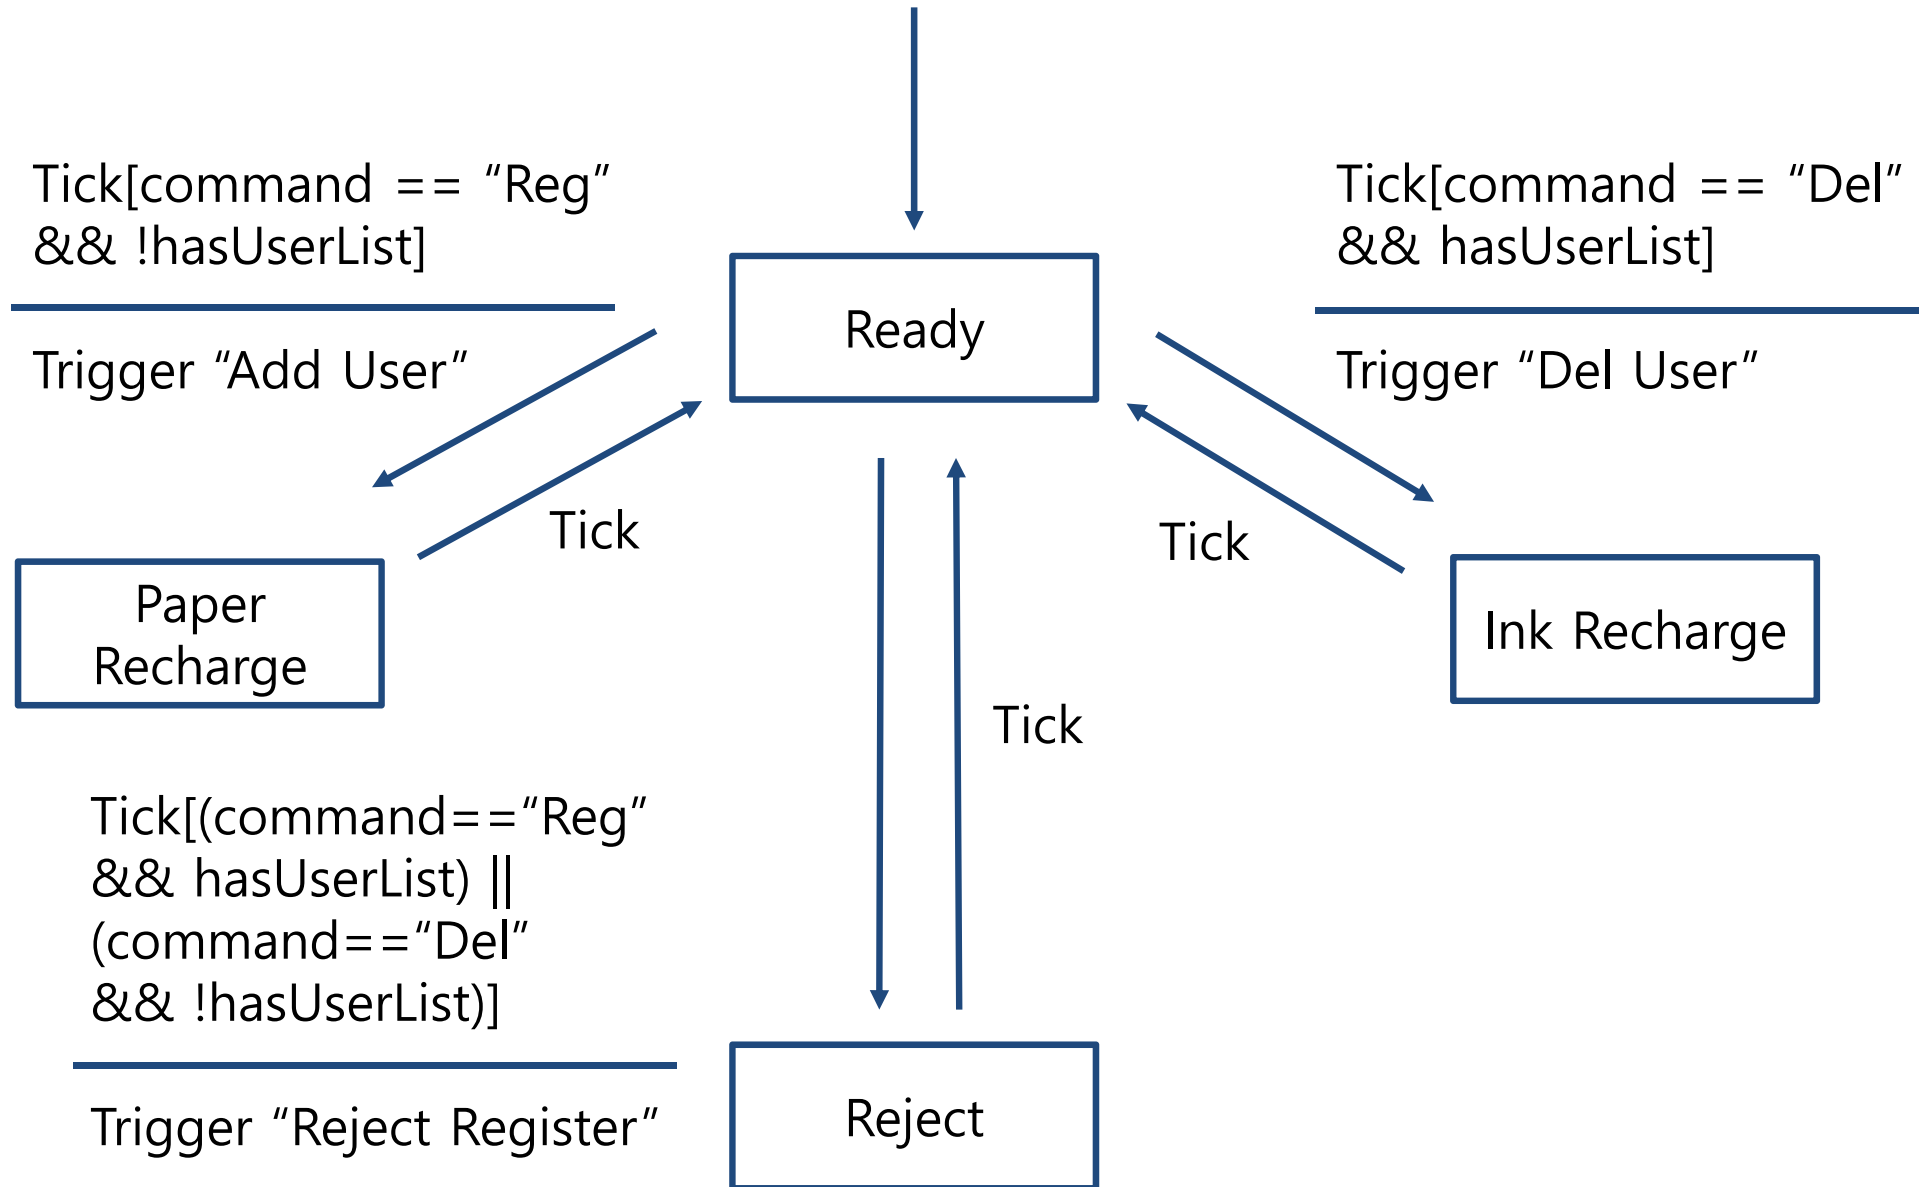 Tick[command == “Reg”
&& !hasUserList]
Trigger “Add User”
Ready
Tick[command == “Del”
&& hasUserList]
Trigger “Del User”
Tick
Tick
Paper
Recharge
Ink Recharge
Tick
Tick[(command==“Reg”
&& hasUserList) ||
(command==“Del”
&& !hasUserList)]
Trigger “Reject Register”
Reject